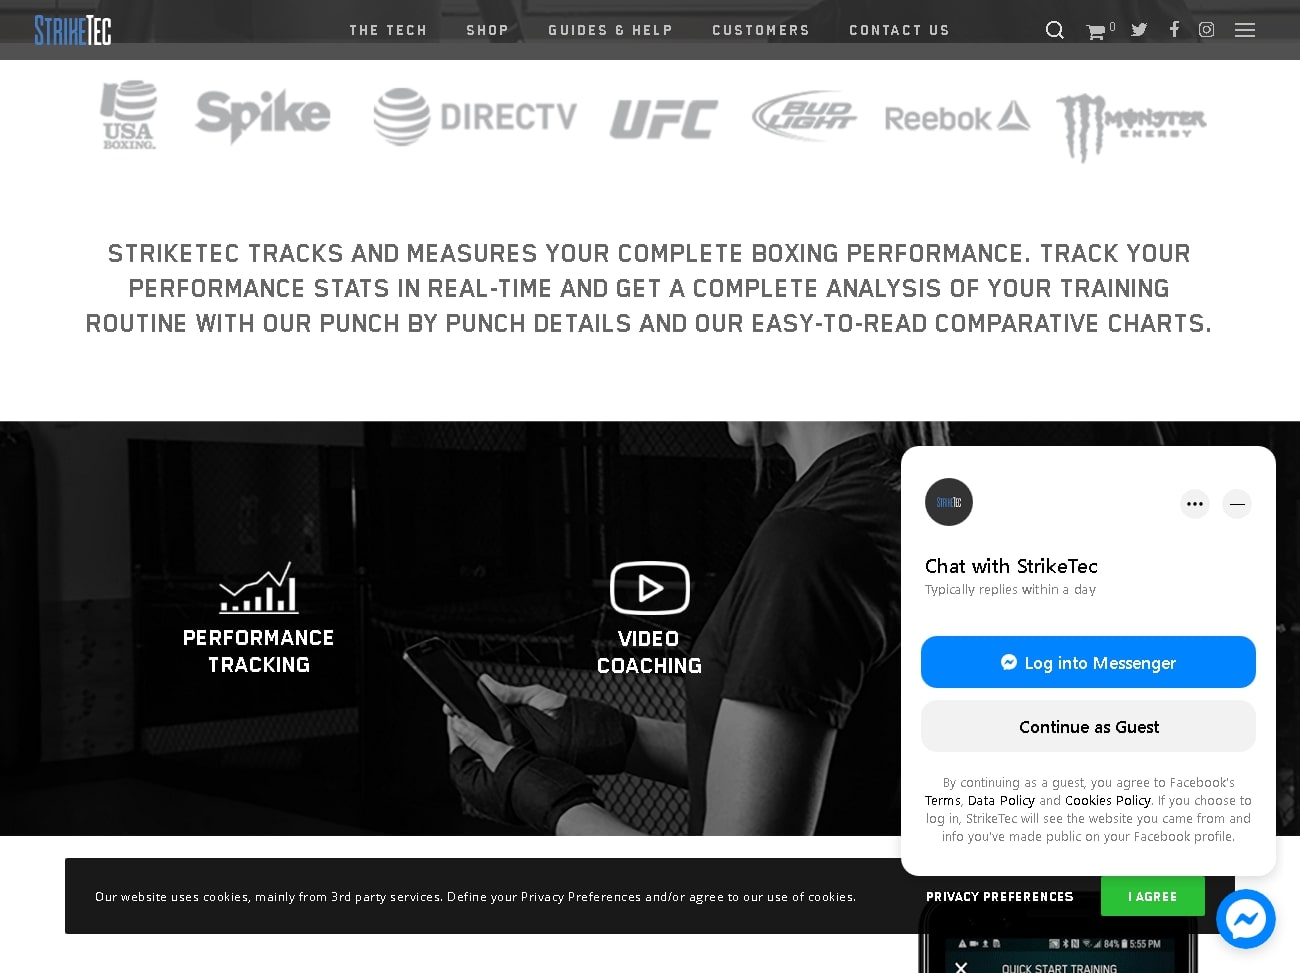 STRIKETEC
THE TECH SHOP GUIDES & HELP CUSTOMERS CONTACT US
0
USA
BOXING.
Spike
DIRECTV
UFC
BUD
LIGHT
Reebok
MONSTER
ENERGY
STRIKETEC TRACKS AND MEASURES YOUR COMPLETE BOXING PERFORMANCE. TRACK YOUR
PERFORMANCE STATS IN REAL-TIME AND GET A COMPLETE ANALYSIS OF YOUR TRAINING
ROUTINE WITH OUR PUNCH BY PUNCH DETAILS AND OUR EASY-TO-READ COMPARATIVE CHARTS.
PERFORMANCE
TRACKING
VIDEO
COACHING
STRIKETEC
Chat with StrikeTec
Typically replies within a day
Log into Messenger
Continue as Guest
By continuing as a guest, you agree to Facebook's
Terms, Data Policy and Cookies Policy. If you choose to
log in, StrikeTec will see the website you came from and
info you've made public on your Facebook profile.
Our website uses cookies, mainly from 3rd party services. Define your Privacy Preferences and/or agree to our use of cookies.
PRIVACY PREFERENCES
I AGREE
84% 5:55 PM
QUICK START TRAINING